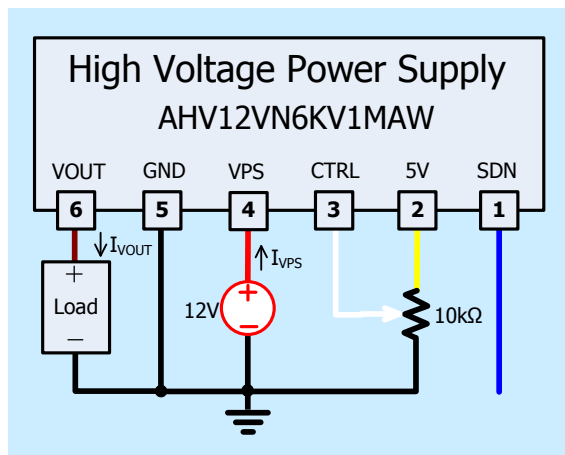 High Voltage Power Supply
AHV12VN6KV1MAW
VOUT GND VPS CTRL 5V SDN
6 5 4 3 2 1
↓IVOUT ↑IVPS
+ +
Load 12V 10kΩ
− −